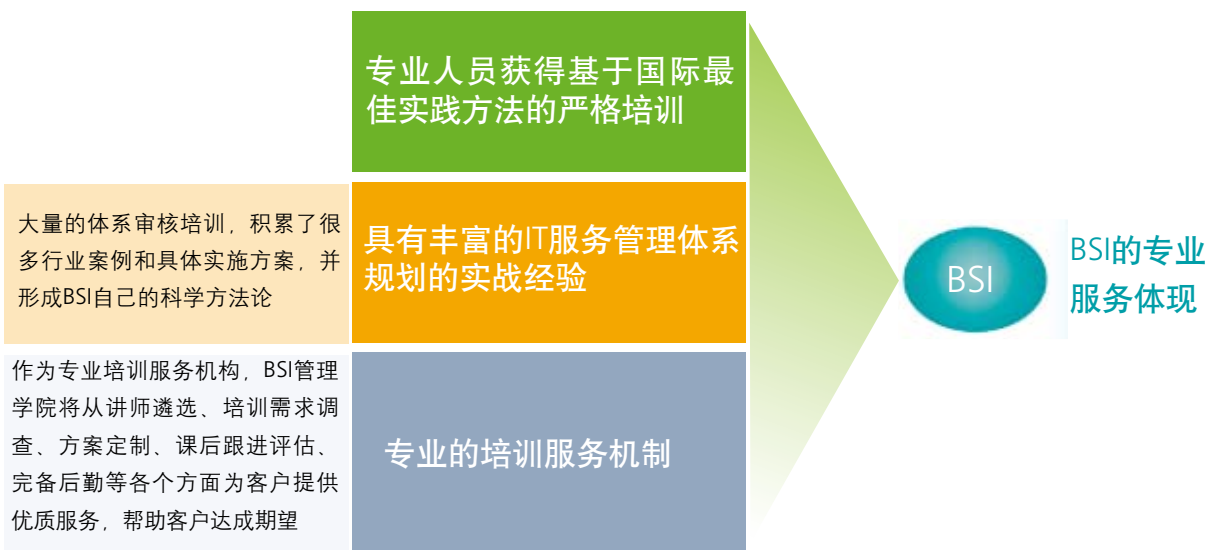 专业人员获得基于国际最
佳实践方法的严格培训
大量的体系审核培训，积累了很
多行业案例和具体实施方案，并
形成BSI自己的科学方法论
具有丰富的IT服务管理体系
规划的实战经验
作为专业培训服务机构，BSI管理
学院将从讲师遴选、培训需求调
查、方案定制、课后跟进评估、
完备后勤等各个方面为客户提供
优质服务，帮助客户达成期望
专业的培训服务机制
BSI
BSI的专业
服务体现